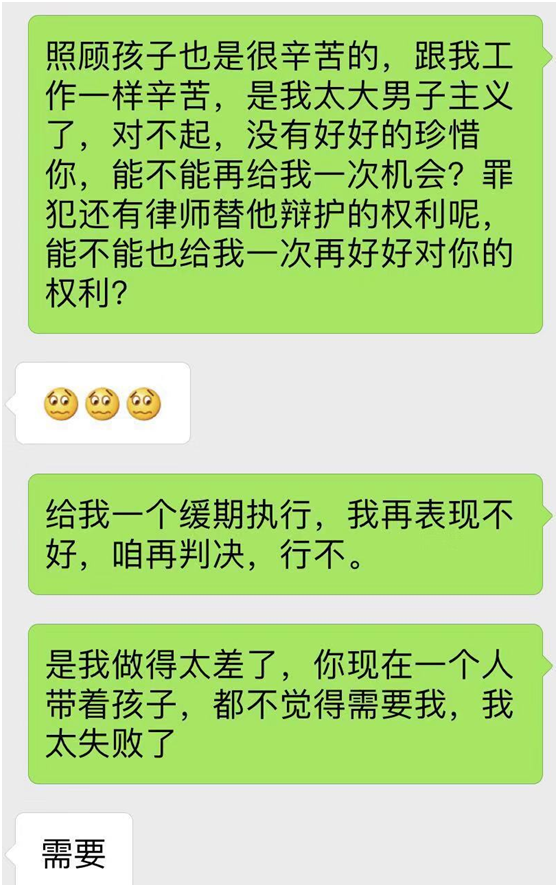 照顾孩子也是很辛苦的，跟我工
作一样辛苦，是我太大男子主义
了，对不起，没有好好的珍惜
你，能不能再给我一次机会？罪
犯还有律师替他辩护的权利呢，
能不能也给我一次再好好对你的
权利？
给我一个缓期执行，我再表现不
好，咱再判决，行不。
是我做得太差了，你现在一个人
带着孩子，都不觉得需要我，我
太失败了
需要